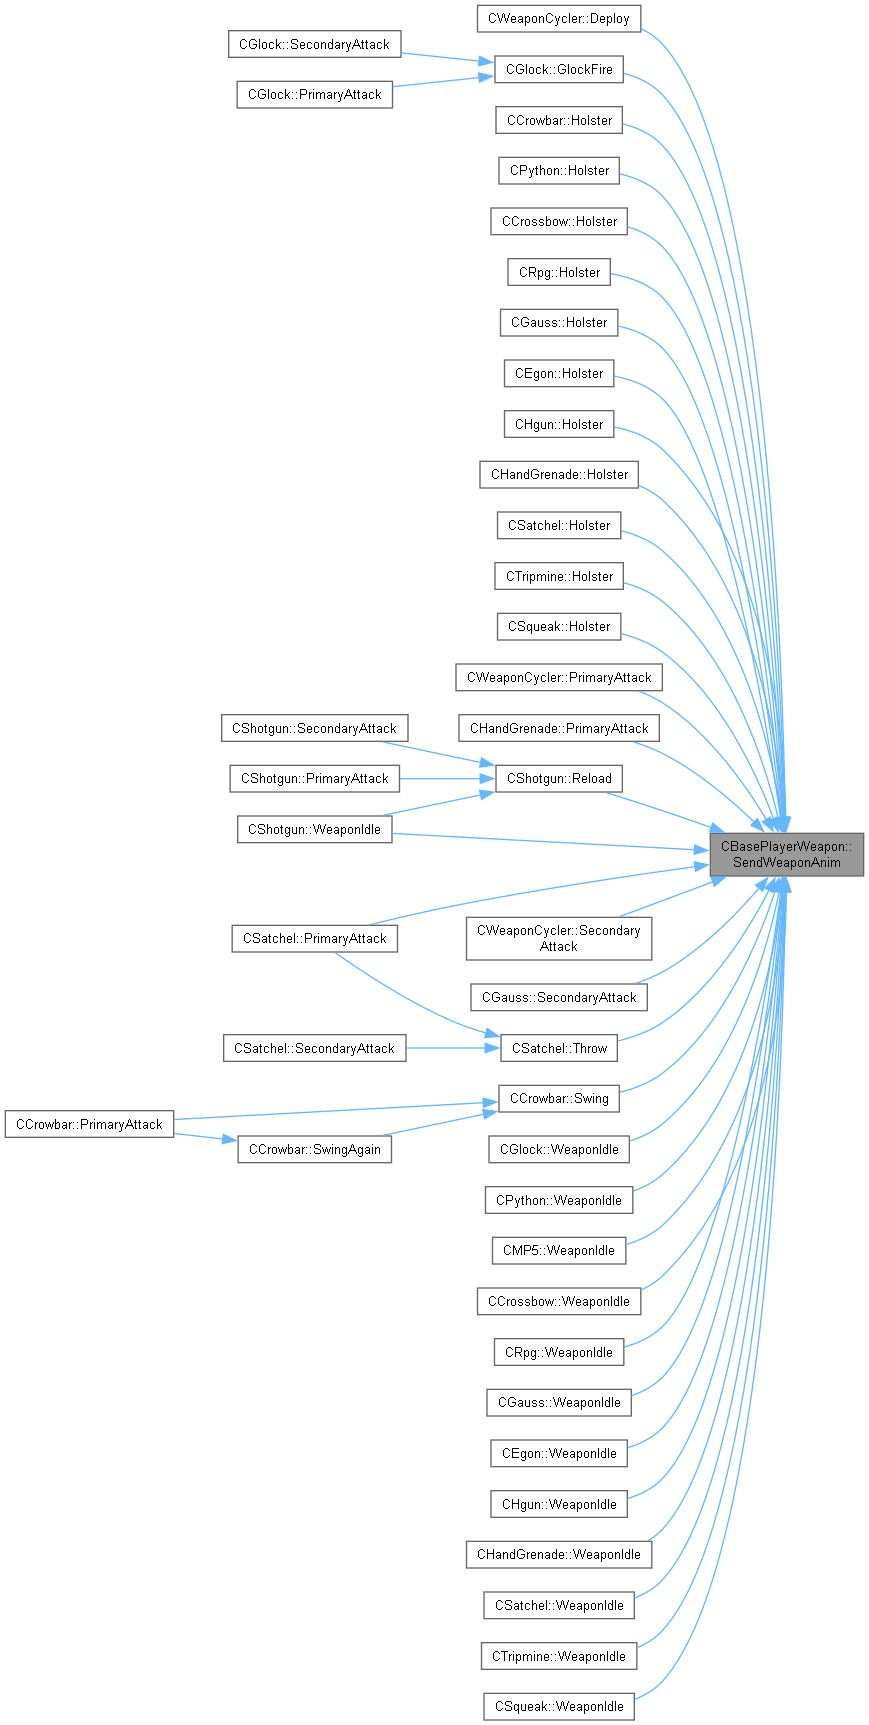 CWeaponCycler::Deploy
CGlock::SecondaryAttack
CGlock::GlockFire
CGlock::PrimaryAttack
CCrowbar::Holster
CPython::Holster
CCrossbow::Holster
CRpg::Holster
CGauss::Holster
CEgon::Holster
CHgun::Holster
CHandGrenade::Holster
CSatchel::Holster
CTripmine::Holster
CSqueak::Holster
CWeaponCycler::PrimaryAttack
CShotgun::SecondaryAttack
CHandGrenade::PrimaryAttack
CShotgun::PrimaryAttack
CShotgun::Reload
CShotgun::WeaponIdle
CBasePlayerWeapon::
SendWeaponAnim
CSatchel::PrimaryAttack
CWeaponCycler::Secondary
Attack
CGauss::SecondaryAttack
CSatchel::SecondaryAttack
CSatchel::Throw
CCrowbar::Swing
CCrowbar::PrimaryAttack
CCrowbar::SwingAgain
CGlock::WeaponIdle
CPython::WeaponIdle
CMP5::WeaponIdle
CCrossbow::WeaponIdle
CRpg::WeaponIdle
CGauss::WeaponIdle
CEgon::WeaponIdle
CHgun::WeaponIdle
CHandGrenade::WeaponIdle
CSatchel::WeaponIdle
CTripmine::WeaponIdle
CSqueak::WeaponIdle